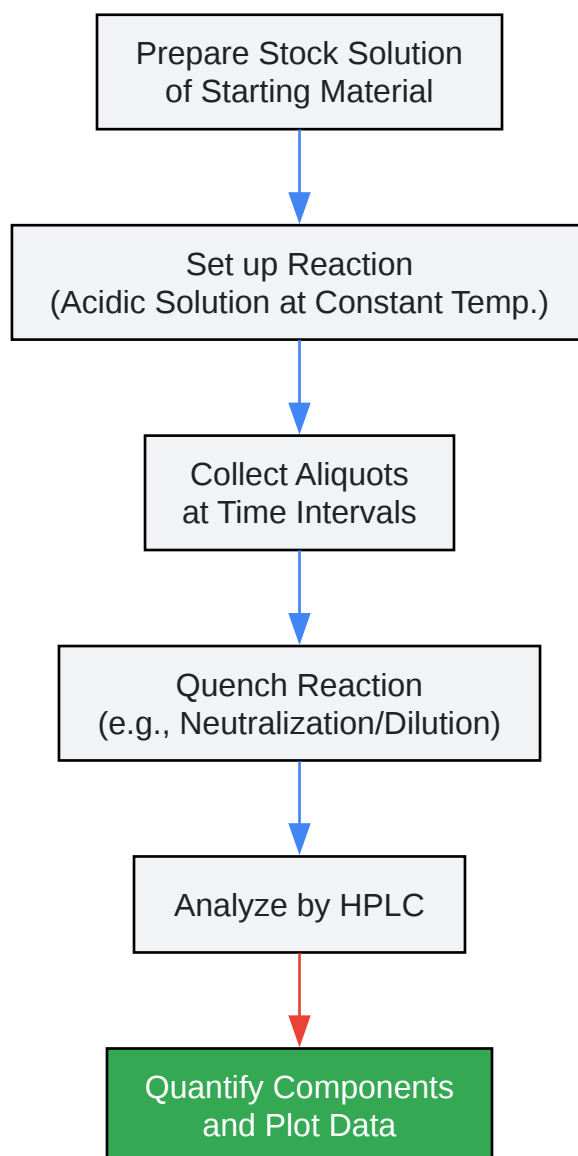 Prepare Stock Solution
of Starting Material
Set up Reaction
(Acidic Solution at Constant Temp.)
Collect Aliquots
at Time Intervals
Quench Reaction
(e.g., Neutralization/Dilution)
Analyze by HPLC
Quantify Components
and Plot Data